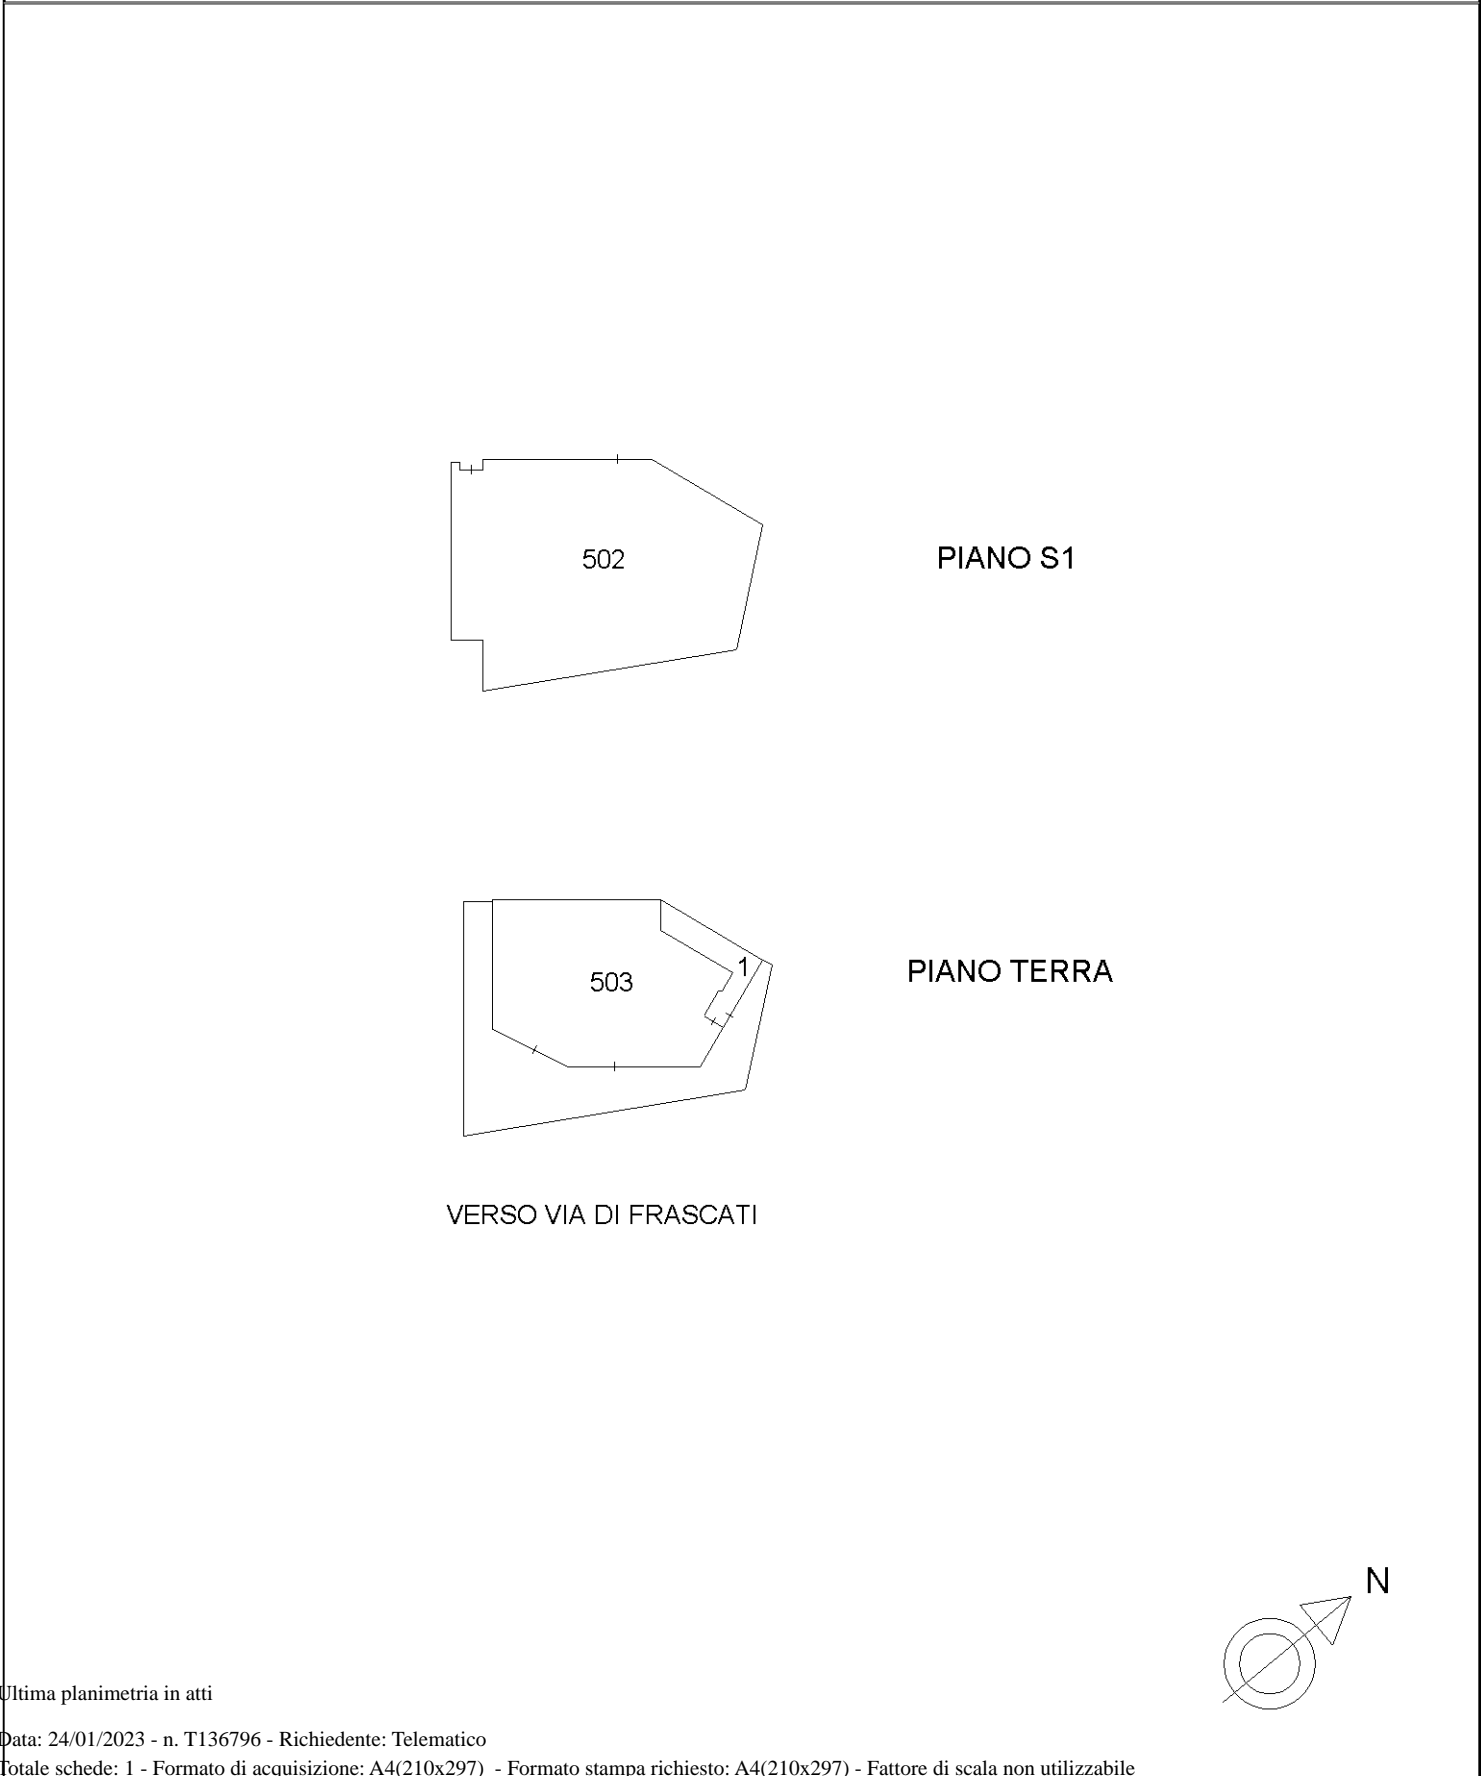 502
PIANO S1
503
1
PIANO TERRA
VERSO VIA DI FRASCATI
N
Ultima planimetria in atti
Data: 24/01/2023 - n. T136796 - Richiedente: Telematico
Totale schede: 1 - Formato di acquisizione: A4(210x297) - Formato stampa richiesto: A4(210x297) - Fattore di scala non utilizzabile